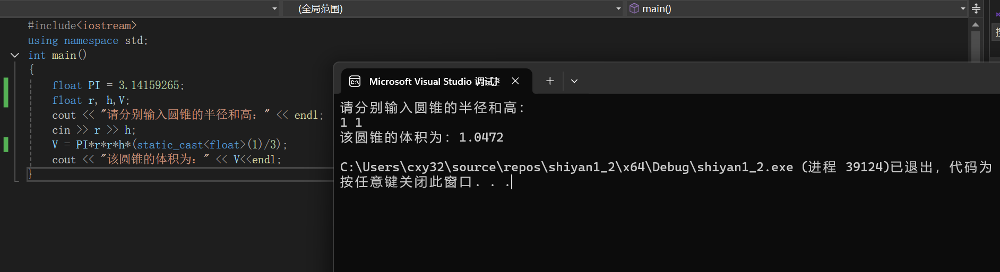 (全局范围) main()
#include<iostream>
using namespace std;
int main()
{
float PI = 3.14159265;
float r, h,V;
cout << "请分别输入圆锥的半径和高：" << endl;
cin >> r >> h;
V = PI*r*r*h*(static_cast<float>(1)/3);
cout << "该圆锥的体积为：" << V<<endl;
}
Microsoft Visual Studio 调试
请分别输入圆锥的半径和高：
1 1
该圆锥的体积为：1.0472
C:\Users\cxy32\source\repos\shiyan1_2\x64\Debug\shiyan1_2.exe (进程 39124)已退出，代码为
按任意键关闭此窗口. . .